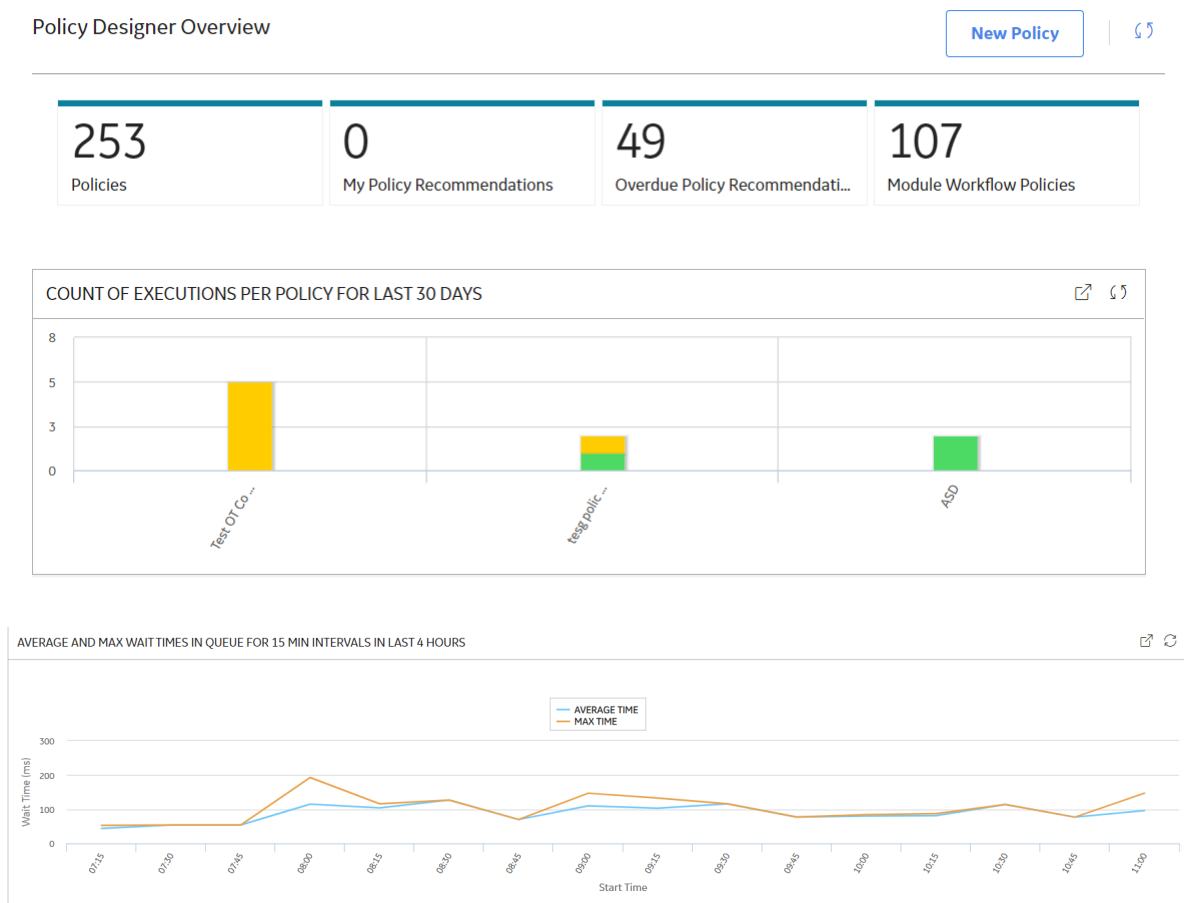 Policy Designer Overview
New Policy
253
Policies
0
My Policy Recommendations
49
Overdue Policy Recommendati...
107
Module Workflow Policies
COUNT OF EXECUTIONS PER POLICY FOR LAST 30 DAYS
8
5
3
0
Test OT Co ...
tesg polic ...
ASD
AVERAGE AND MAX WAIT TIMES IN QUEUE FOR 15 MIN INTERVALS IN LAST 4 HOURS
AVERAGE TIME
MAX TIME
Wait Time (ms)
300
200
100
0
07:15
07:30
07:45
08:00
08:15
08:30
08:45
09:00
09:15
09:30
09:45
10:00
10:15
10:30
10:45
11:00
Start Time